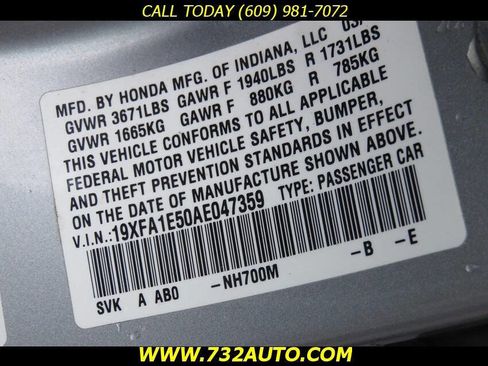 CALL TODAY (609) 981-7072
MFD. BY HONDA MFG. OF INDIANA, LLC
GVWR 3671LBS GAWR F 1940LBS R 1731LBS
GVWR 1665KG GAWR F 880KG R 785KG
THIS VEHICLE CONFORMS TO ALL APPLICABLE
FEDERAL MOTOR VEHICLE SAFETY, BUMPER,
AND THEFT PREVENTION STANDARDS IN EFFECT
ON THE DATE OF MANUFACTURE SHOWN ABOVE.
V.I.N.: 19XFA1E50AE047359 TYPE: PASSENGER CAR
SVK A AB0 -NH700M -B -E
WWW.732AUTO.COM